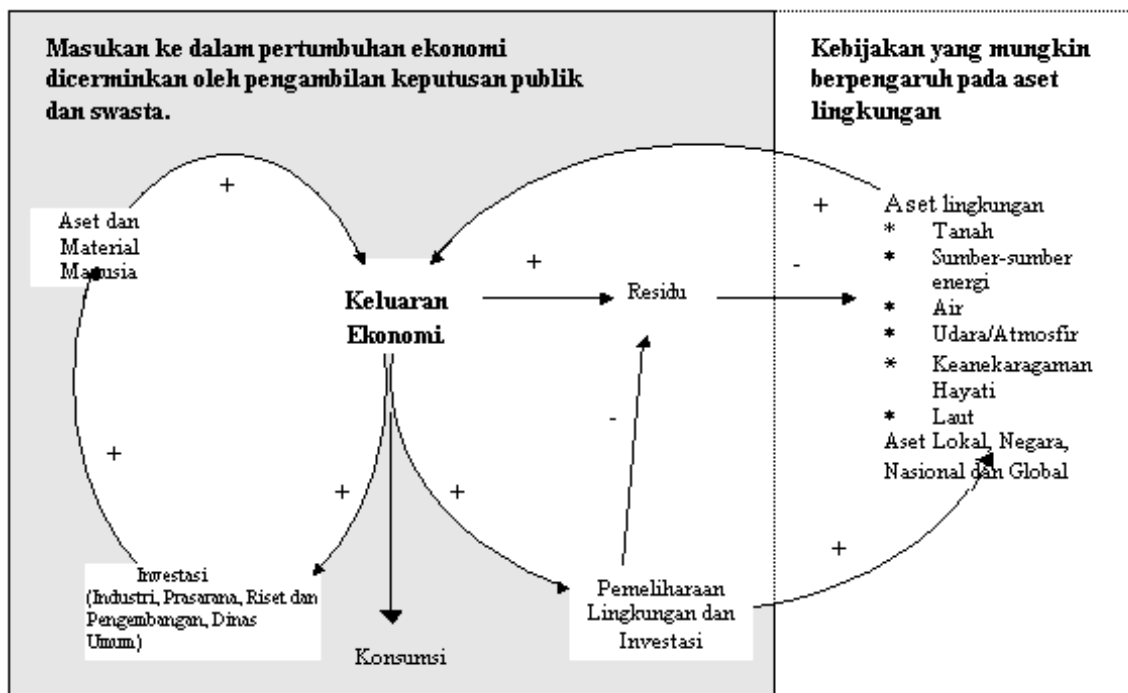 Masukan ke dalam pertumbuhan ekonomi
dicerminkan oleh pengambilan keputusan publik
dan swasta.
Kebijakan yang mungkin
berpengaruh pada aset
lingkungan
+
Aset dan
Material
Manusia
+
Keluaran
Ekonomi.
+
Residu
+
-
Aset lingkungan
* Tanah
* Sumber-sumber
energi
* Air
* Udara/Atmosfir
* Keanekaragaman
Hayati
* Laut
Aset Lokal, Negara,
Nasional dan Global
-
+
+
+
Investasi
(Industri, Prasarana, Riset dan
Pengembangan, Dinas
Umum)
Konsumsi
Pemeliharaan
Lingkungan dan
Investasi
+